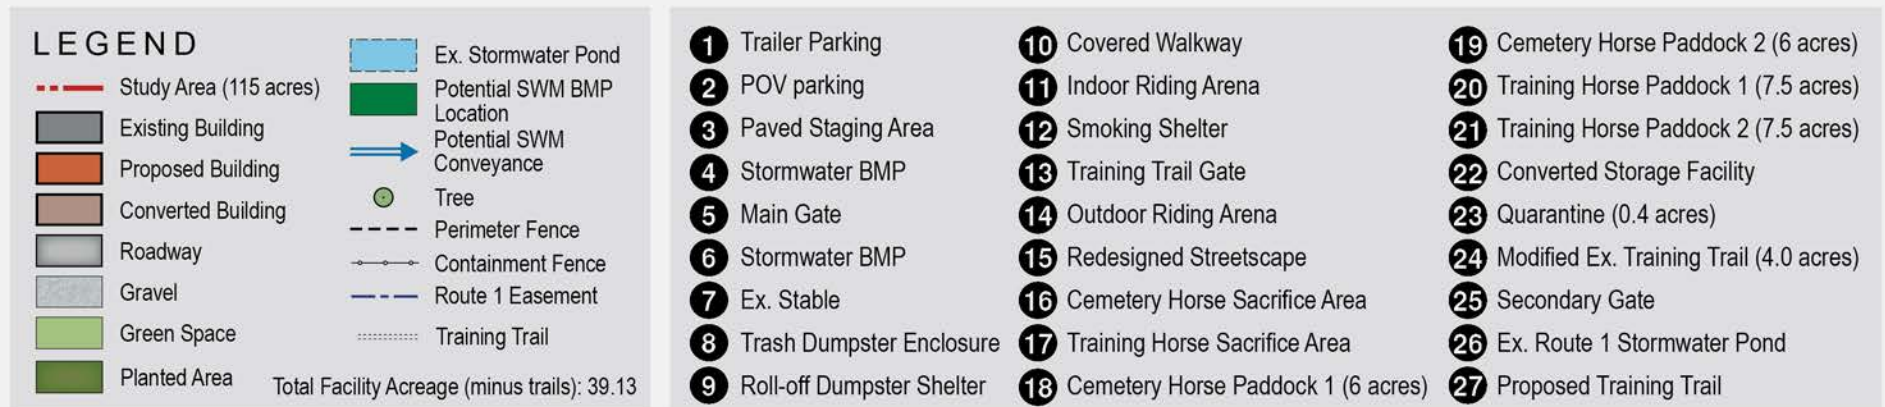 LEGEND
Study Area (115 acres)
Existing Building
Proposed Building
Converted Building
Roadway
Gravel
Green Space
Planted Area
Ex. Stormwater Pond
Potential SWM BMP
Location
Potential SWM
Conveyance
Tree
Perimeter Fence
Containment Fence
Route 1 Easement
Training Trail
Total Facility Acreage (minus trails): 39.13
1 Trailer Parking
2 POV parking
3 Paved Staging Area
4 Stormwater BMP
5 Main Gate
6 Stormwater BMP
7 Ex. Stable
8 Trash Dumpster Enclosure
9 Roll-off Dumpster Shelter
10 Covered Walkway
11 Indoor Riding Arena
12 Smoking Shelter
13 Training Trail Gate
14 Outdoor Riding Arena
15 Redesigned Streetscape
16 Cemetery Horse Sacrifice Area
17 Training Horse Sacrifice Area
18 Cemetery Horse Paddock 1 (6 acres)
19 Cemetery Horse Paddock 2 (6 acres)
20 Training Horse Paddock 1 (7.5 acres)
21 Training Horse Paddock 2 (7.5 acres)
22 Converted Storage Facility
23 Quarantine (0.4 acres)
24 Modified Ex. Training Trail (4.0 acres)
25 Secondary Gate
26 Ex. Route 1 Stormwater Pond
27 Proposed Training Trail